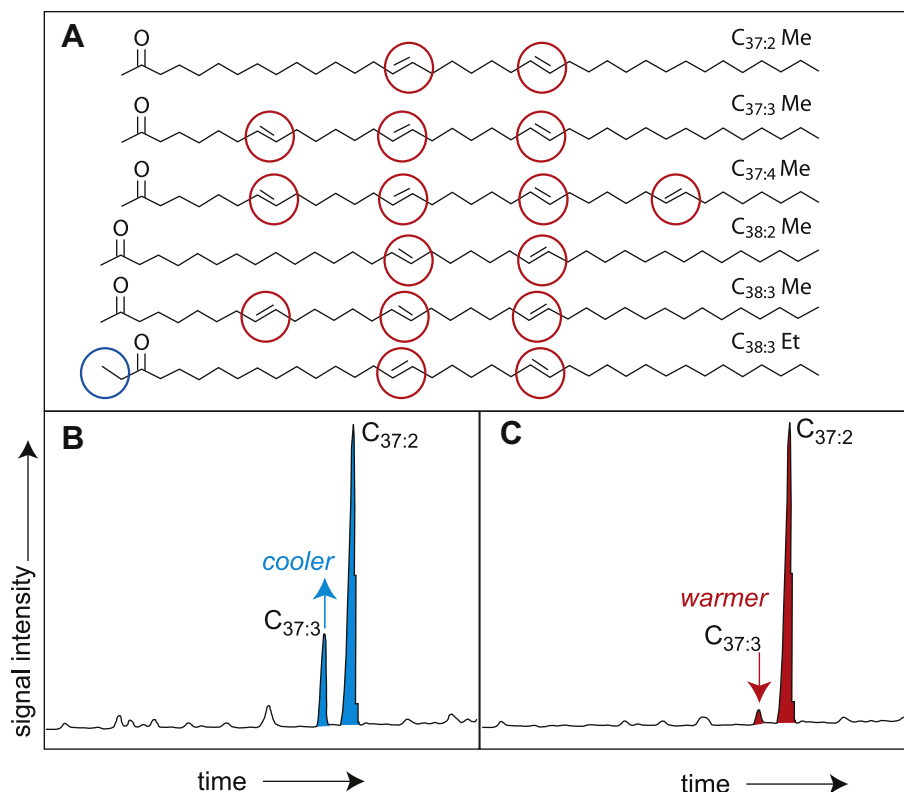 A
O
C37:2 Me
O
C37:3 Me
O
C37:4 Me
O
C38:2 Me
O
C38:3 Me
O
C38:3 Et
B
C37:2
cooler
C37:3
C
C37:2
warmer
C37:3
signal intensity
time
time